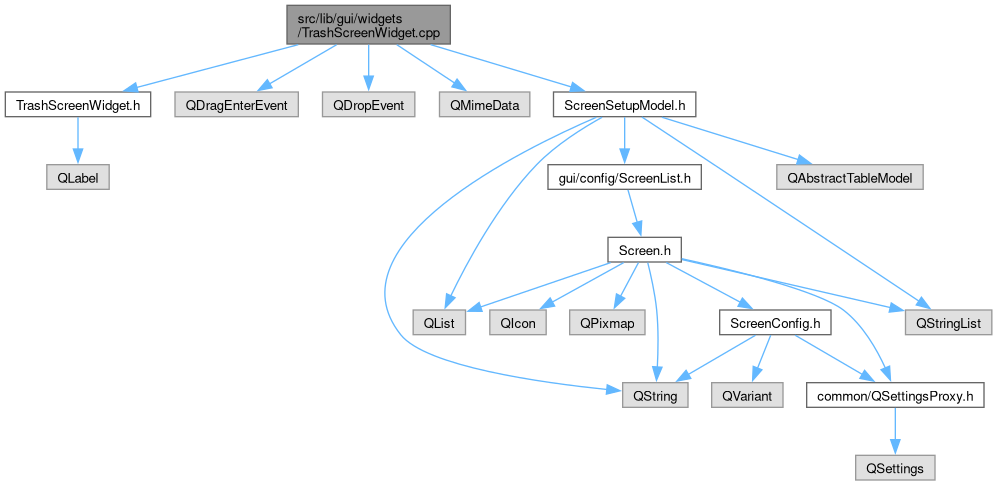 src/lib/gui/widgets
/TrashScreenWidget.cpp
TrashScreenWidget.h
QDragEnterEvent
QDropEvent
QMimeData
ScreenSetupModel.h
QLabel
gui/config/ScreenList.h
QAbstractTableModel
Screen.h
QList
QIcon
QPixmap
ScreenConfig.h
QStringList
QString
QVariant
common/QSettingsProxy.h
QSettings